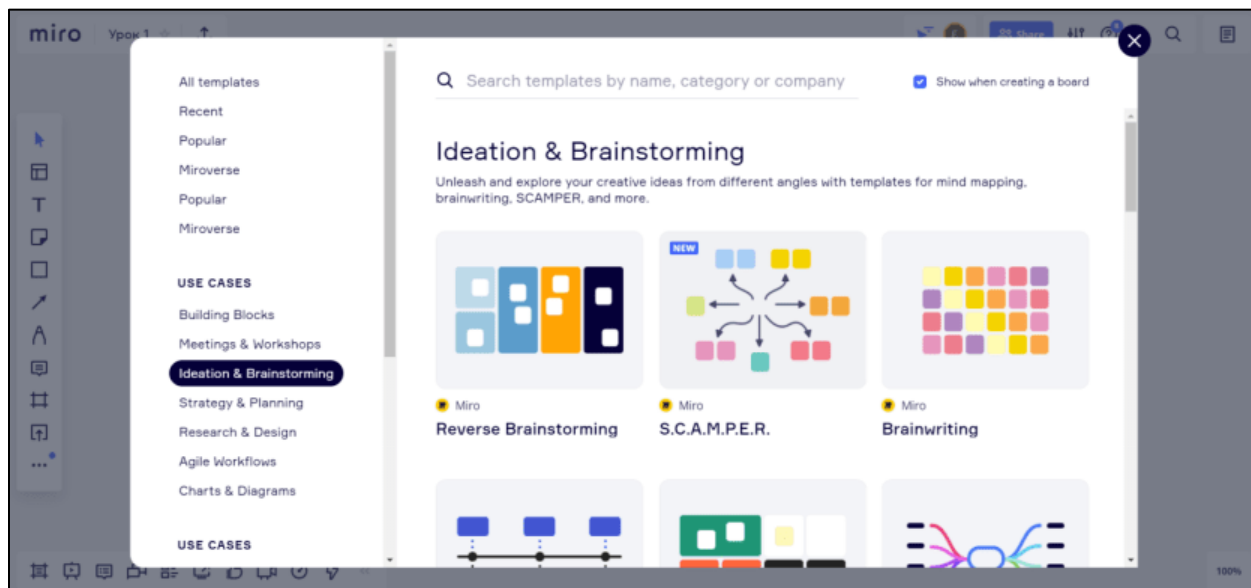 miro
Урок 1
Share
All templates
Recent
Popular
Miroverse
Popular
Miroverse
USE CASES
Building Blocks
Meetings & Workshops
Ideation & Brainstorming
Strategy & Planning
Research & Design
Agile Workflows
Charts & Diagrams
USE CASES
Search templates by name, category or company
Show when creating a board
Ideation & Brainstorming
Unleash and explore your creative ideas from different angles with templates for mind mapping,
brainwriting, SCAMPER, and more.
NEW
Miro
Reverse Brainstorming
Miro
S.C.A.M.P.E.R.
Miro
Brainwriting
100%